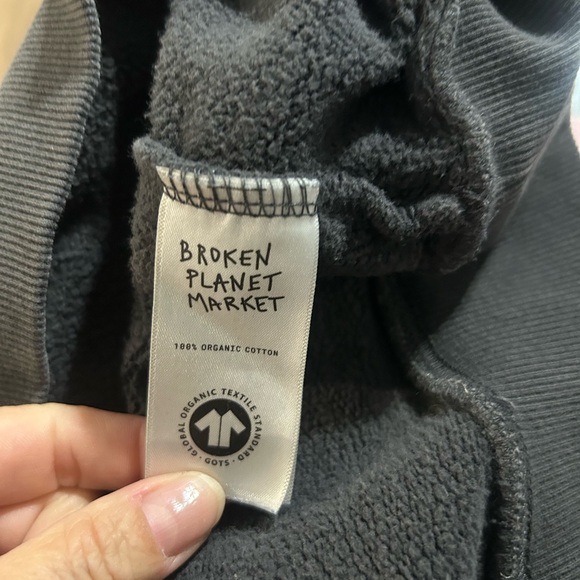 BROKEN
PLANET
MARKET
100% ORGANIC COTTON
GLOBAL ORGANIC TEXTILE STANDARD · GOTS ·